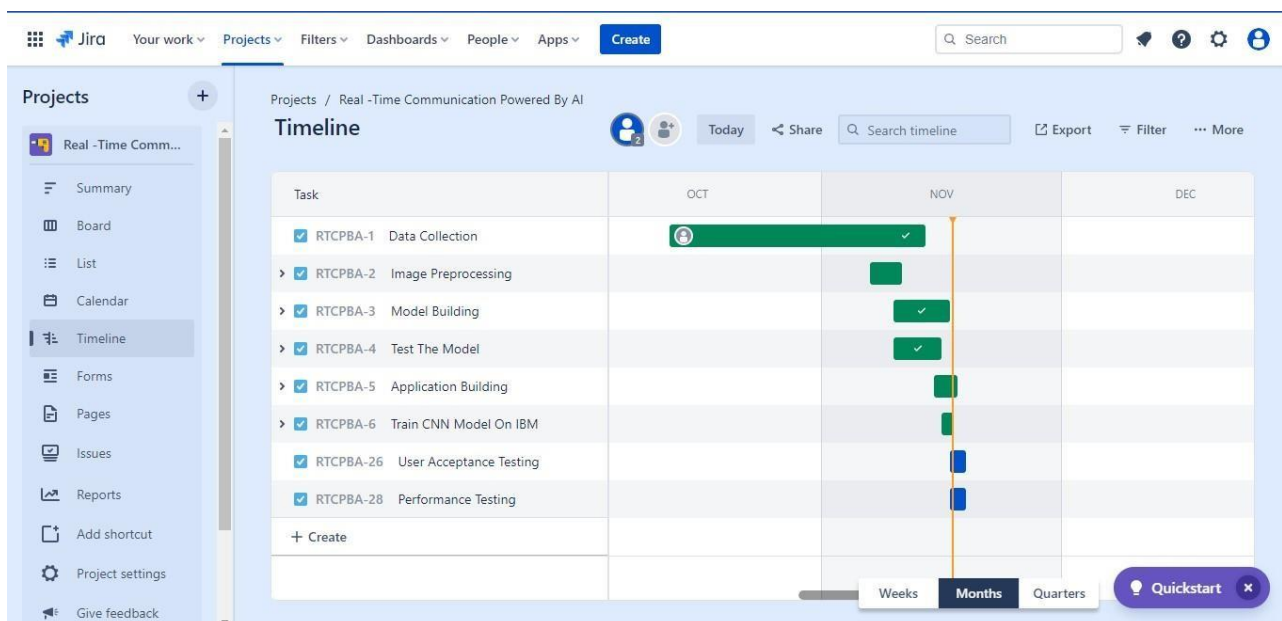 Jira Your work Projects Filters Dashboards People Apps Create Search
Projects
Real -Time Comm...
Summary
Board
List
Calendar
Timeline
Forms
Pages
Issues
Reports
Add shortcut
Project settings
Give feedback
Projects / Real -Time Communication Powered By AI
Timeline
2
Today Share Search timeline Export Filter More
Task OCT NOV DEC
RTCPBA-1 Data Collection
RTCPBA-2 Image Preprocessing
RTCPBA-3 Model Building
RTCPBA-4 Test The Model
RTCPBA-5 Application Building
RTCPBA-6 Train CNN Model On IBM
RTCPBA-26 User Acceptance Testing
RTCPBA-28 Performance Testing
+ Create
Weeks Months Quarters
Quickstart